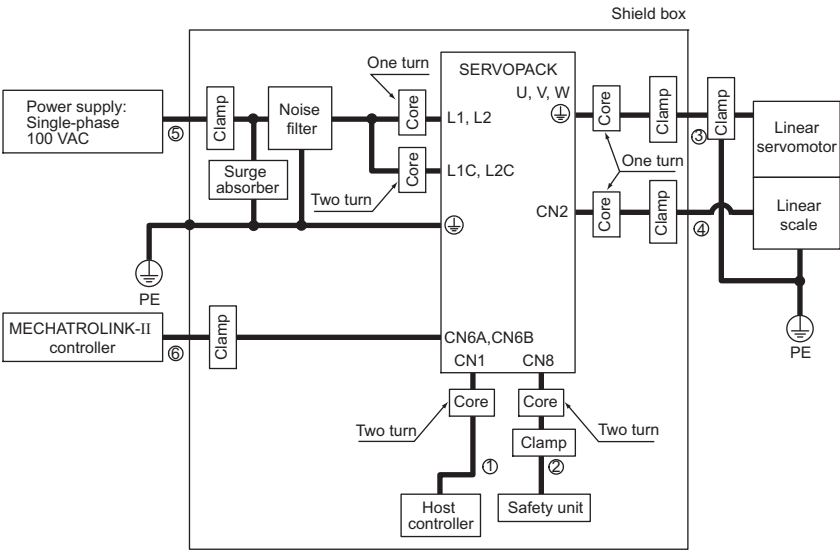 Shield box
Power supply:
Single-phase
100 VAC
⑤
Clamp
Noise
filter
Surge
absorber
One turn
Core
L1, L2
Core
L1C, L2C
Two turn
SERVOPACK
U, V, W
CN2
Core
Clamp
③
Clamp
One turn
Core
Clamp
④
Linear
servomotor
Linear
scale
PE
PE
MECHATROLINK-II
controller
⑥
Clamp
CN6A,CN6B
CN1
CN8
Core
Two turn
Core
Two turn
Clamp
①
②
Host
controller
Safety unit